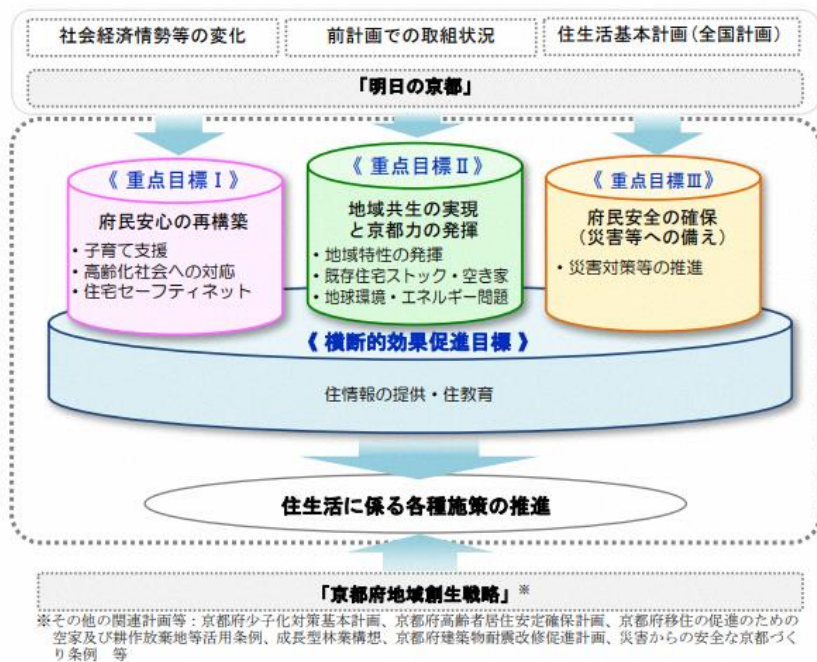 社会経済情勢等の変化
前計画での取組状況
住生活基本計画(全国計画)
「明日の京都」
《 重点目標Ⅰ 》
府民安心の再構築
・子育て支援
・高齢化社会への対応
・住宅セーフティネット
《 重点目標Ⅱ 》
地域共生の実現
と京都力の発揮
・地域特性の発揮
・既存住宅ストック・空き家
・地球環境・エネルギー問題
《 重点目標Ⅲ》
府民安全の確保
(災害等への備え)
・災害対策等の推進
《 横断的効果促進目標 》
住情報の提供・住教育
住生活に係る各種施策の推進
「京都府地域創生戦略」※
※その他の関連計画等:京都府少子化対策基本計画、京都府高齢者居住安定確保計画、京都府移住の促進のための
空家及び耕作放棄地等活用条例、成長型林業構想、京都府建築物耐震改修促進計画、災害からの安全な京都づく
り条例 等